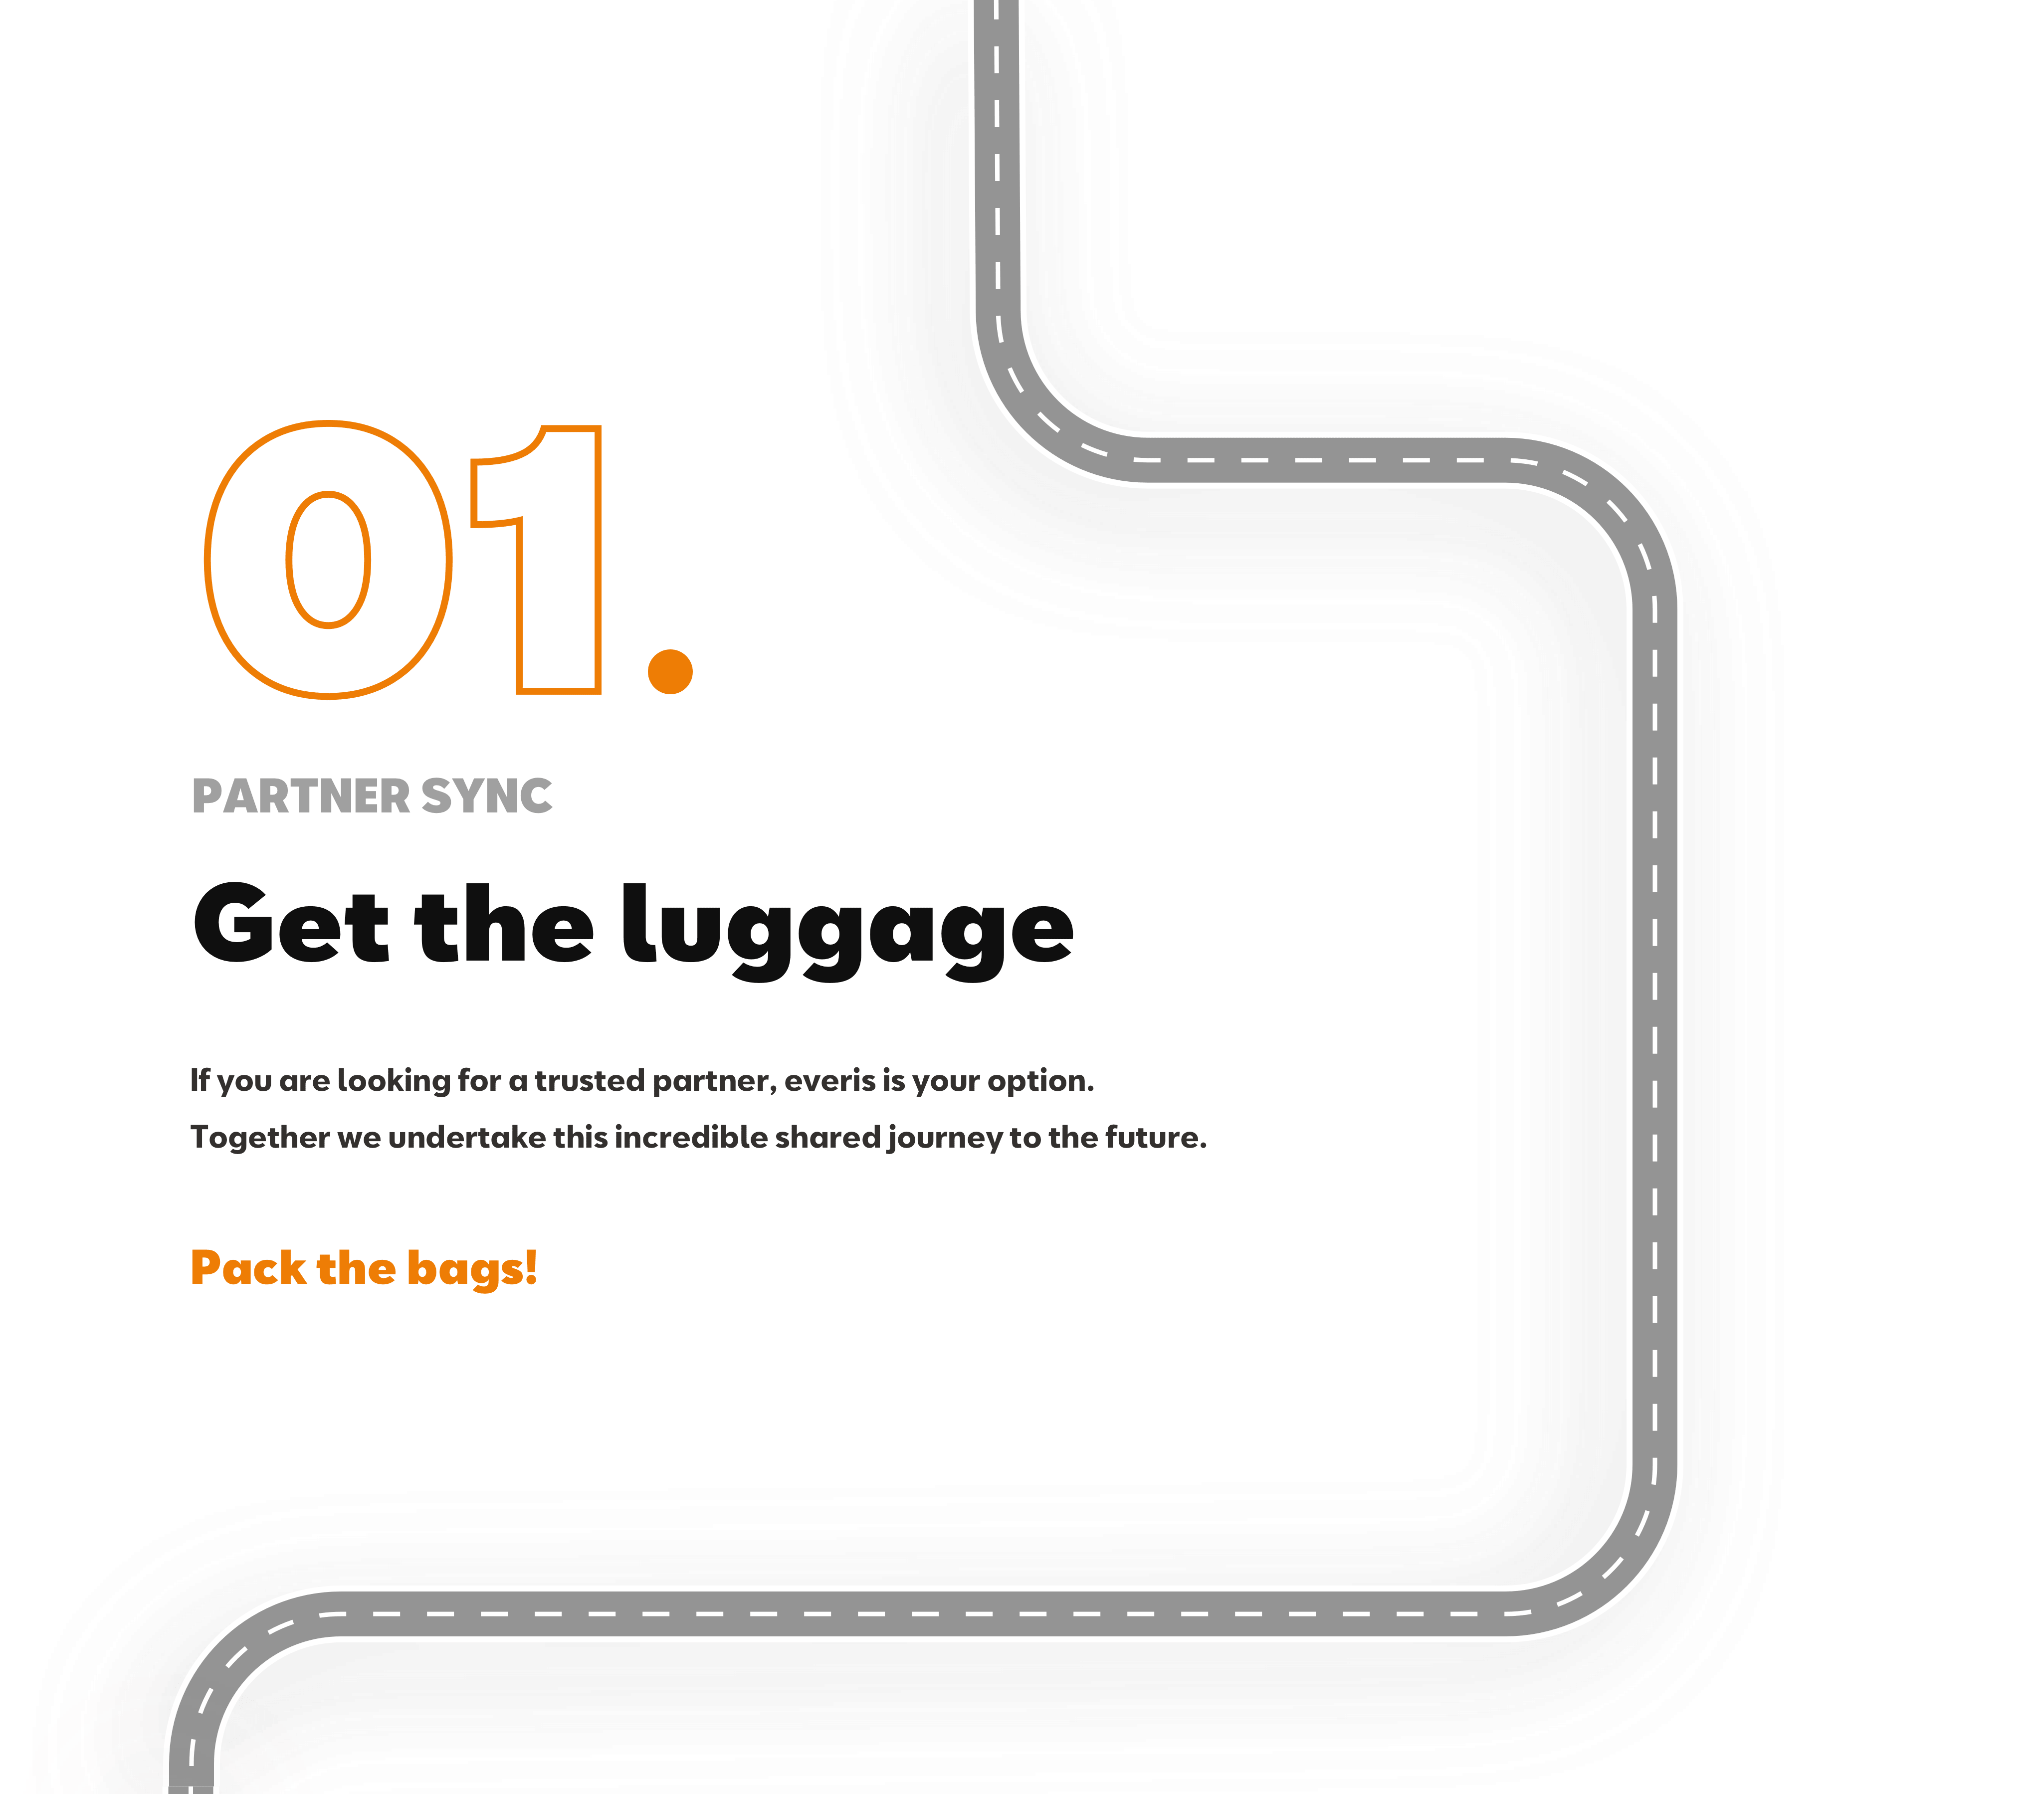 01.
PARTNER SYNC
Get the luggage
If you are looking for a trusted partner, everis is your option.
Together we undertake this incredible shared journey to the future.
Pack the bags!